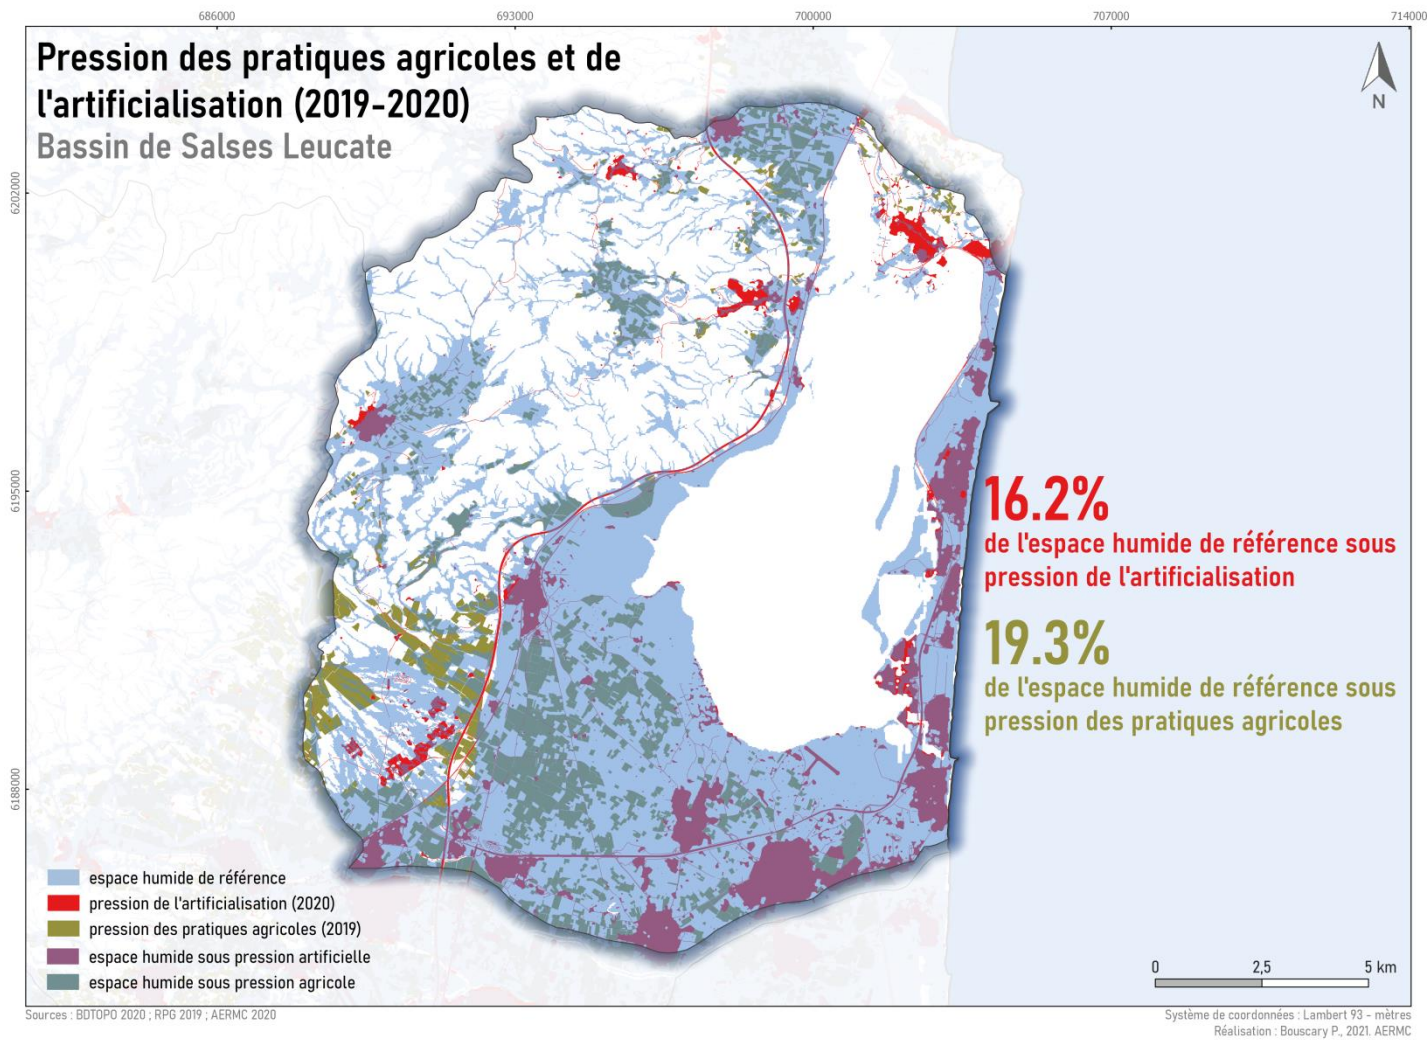 686000
693000
700000
707000
714000
Pression des pratiques agricoles et de
l'artificialisation (2019-2020)
Bassin de Salses Leucate
N
6202000
6195000
6188000
16.2%
de l'espace humide de référence sous
pression de l'artificialisation
19.3%
de l'espace humide de référence sous
pression des pratiques agricoles
espace humide de référence
pression de l'artificialisation (2020)
pression des pratiques agricoles (2019)
espace humide sous pression artificielle
espace humide sous pression agricole
0 2,5 5 km
Sources : BDTOPO 2020 ; RPG 2019 ; AERMC 2020
Système de coordonnées : Lambert 93 - mètres
Réalisation : Bouscary P., 2021. AERMC